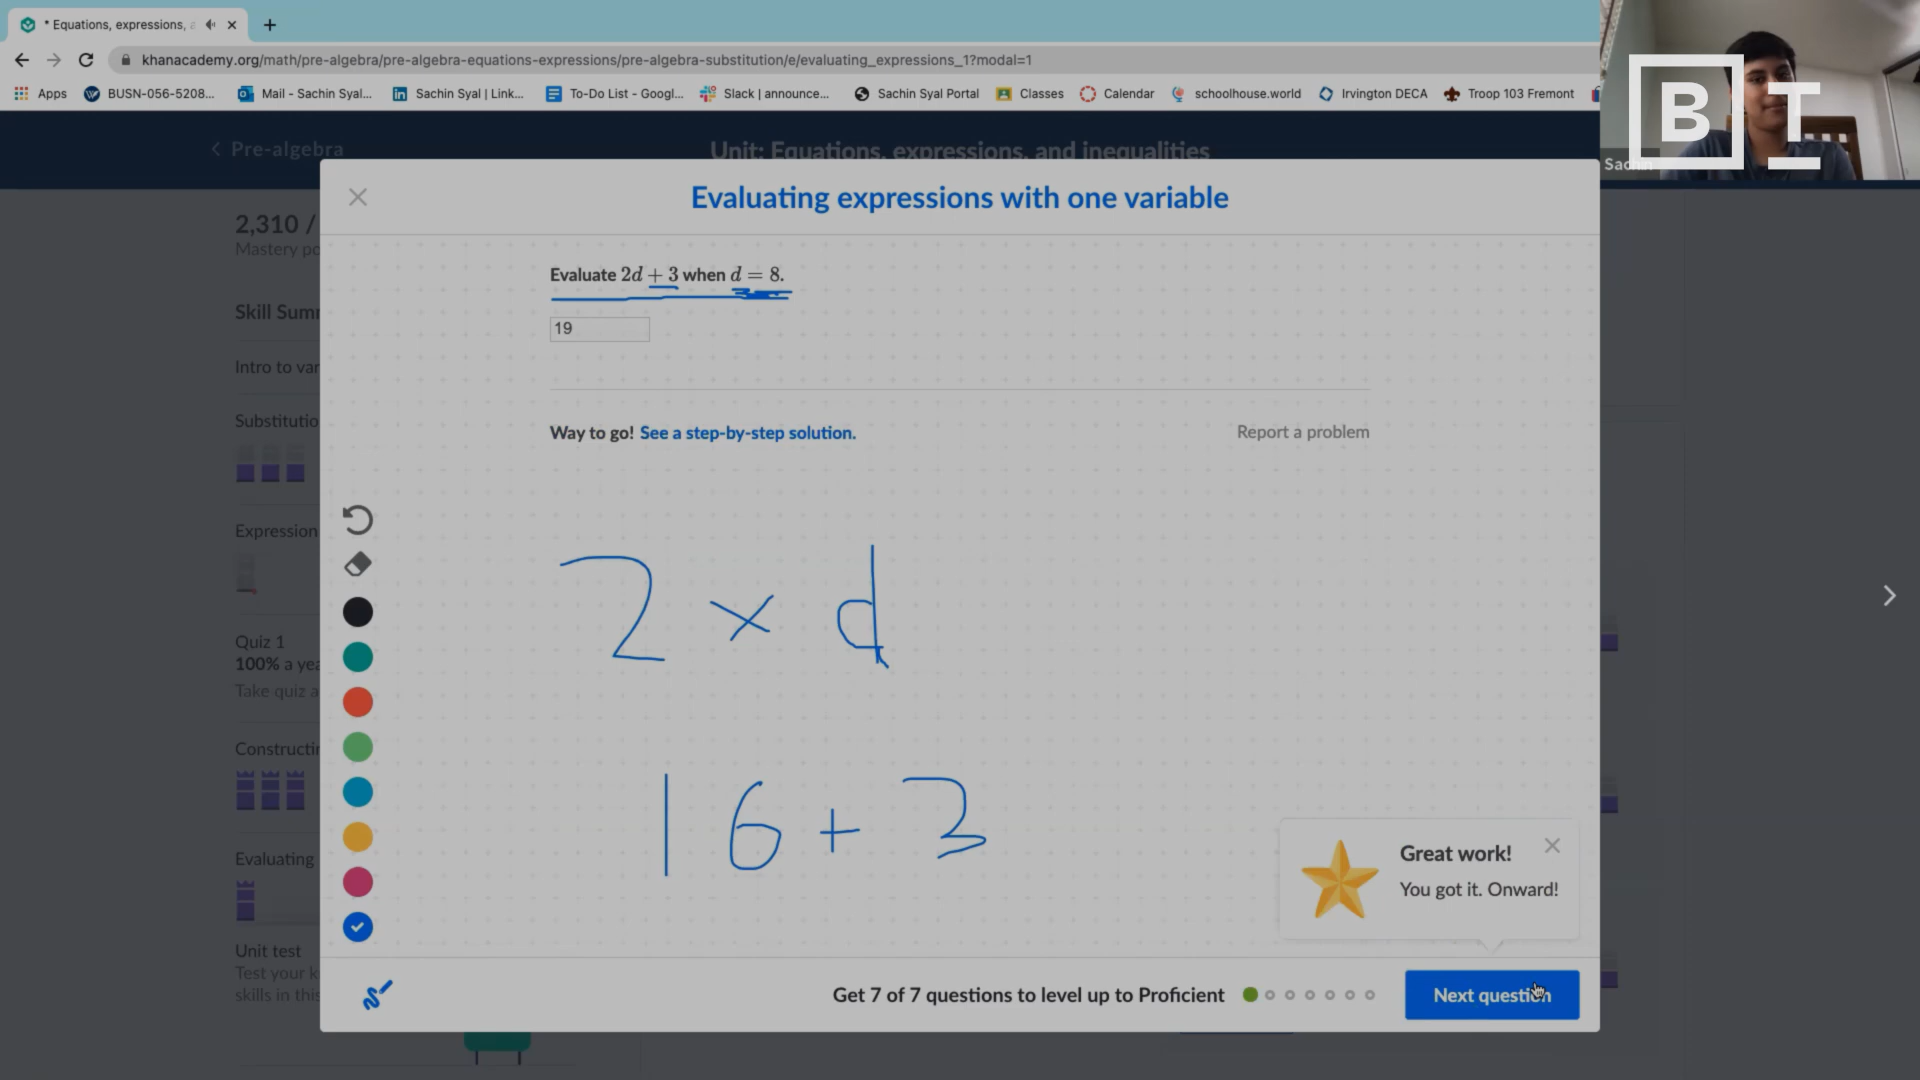 * Equations, expressions, a
khanacademy.org/math/pre-algebra/pre-algebra-equations-expressions/pre-algebra-substitution/e/evaluating_expressions_1?modal=1
Apps BUSN-056-5208... Mail - Sachin Syal... Sachin Syal | Link... To-Do List - Googl... Slack | announce... Sachin Syal Portal Classes Calendar schoolhouse.world Irvington DECA Troop 103 Fremont
B T
Sachin
Pre-algebra
Unit: Equations, expressions, and inequalities
Evaluating expressions with one variable
2,310 /
Mastery po
Skill Summ
Intro to var
Substitutio
Expression
Quiz 1
100% a yea
Take quiz a
Constructin
Evaluating
Unit test
Test your k
skills in this
Evaluate 2d + 3 when d = 8.
19
Way to go! See a step-by-step solution.
Report a problem
2 × d
16 + 3
Great work!
You got it. Onward!
Get 7 of 7 questions to level up to Proficient
Next question